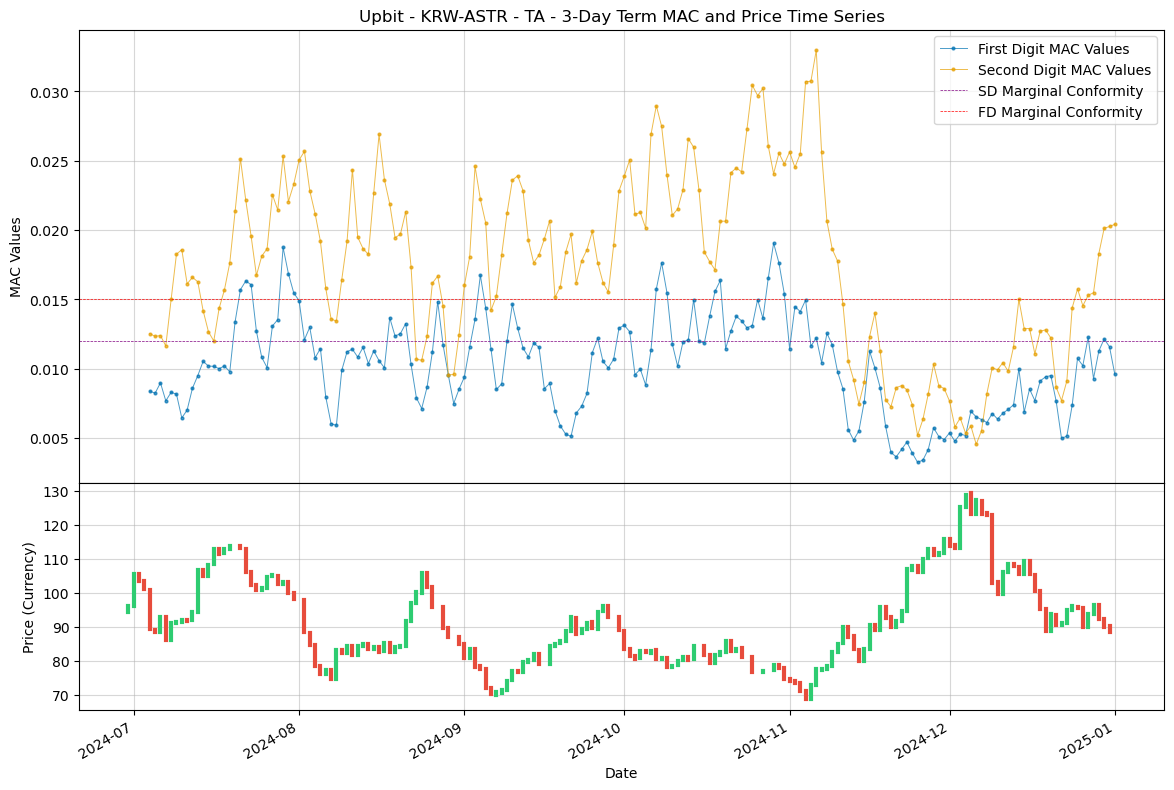 Upbit - KRW-ASTR - TA - 3-Day Term MAC and Price Time Series
First Digit MAC Values
Second Digit MAC Values
SD Marginal Conformity
FD Marginal Conformity
MAC Values
0.030
0.025
0.020
0.015
0.010
0.005
Price (Currency)
130
120
110
100
90
80
70
2024-07
2024-08
2024-09
2024-10
2024-11
2024-12
2025-01
Date